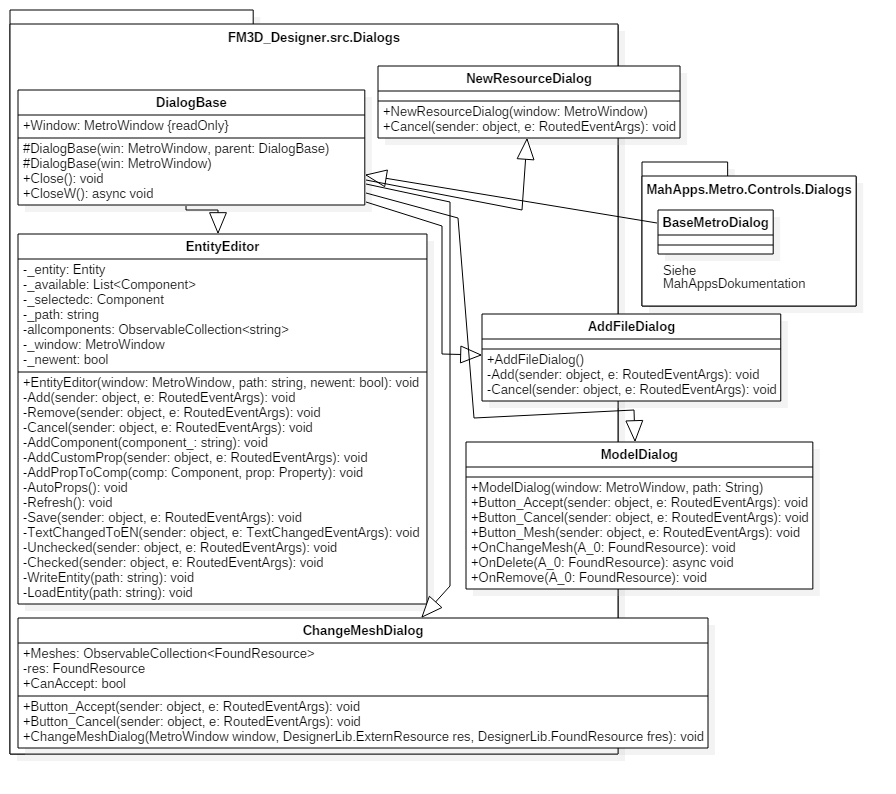 FM3D_Designer.src.Dialogs
DialogBase
+Window: MetroWindow {readOnly}
#DialogBase(win: MetroWindow, parent: DialogBase)
#DialogBase(win: MetroWindow)
+Close(): void
+CloseW(): async void
NewResourceDialog
+NewResourceDialog(window: MetroWindow)
+Cancel(sender: object, e: RoutedEventArgs): void
MahApps.Metro.Controls.Dialogs
BaseMetroDialog
Siehe
MahAppsDokumentation
EntityEditor
-_entity: Entity
-_available: List<Component>
-_selectedc: Component
-_path: string
-allcomponents: ObservableCollection<string>
-_window: MetroWindow
-_newent: bool
+EntityEditor(window: MetroWindow, path: string, newent: bool): void
-Add(sender: object, e: RoutedEventArgs): void
-Remove(sender: object, e: RoutedEventArgs): void
-Cancel(sender: object, e: RoutedEventArgs): void
-AddComponent(component_: string): void
-AddCustomProp(sender: object, e: RoutedEventArgs): void
-AddPropToComp(comp: Component, prop: Property): void
-AutoProps(): void
-Refresh(): void
-Save(sender: object, e: RoutedEventArgs): void
-TextChangedToEN(sender: object, e: TextChangedEventArgs): void
-Unchecked(sender: object, e: RoutedEventArgs): void
-Checked(sender: object, e: RoutedEventArgs): void
-WriteEntity(path: string): void
-LoadEntity(path: string): void
AddFileDialog
+AddFileDialog()
-Add(sender: object, e: RoutedEventArgs): void
-Cancel(sender: object, e: RoutedEventArgs): void
ModelDialog
+ModelDialog(window: MetroWindow, path: String)
+Button_Accept(sender: object, e: RoutedEventArgs): void
+Button_Cancel(sender: object, e: RoutedEventArgs): void
+Button_Mesh(sender: object, e: RoutedEventArgs): void
+OnChangeMesh(A_0: FoundResource): void
+OnDelete(A_0: FoundResource): async void
+OnRemove(A_0: FoundResource): void
ChangeMeshDialog
+Meshes: ObservableCollection<FoundResource>
-res: FoundResource
+CanAccept: bool
+Button_Accept(sender: object, e: RoutedEventArgs): void
+Button_Cancel(sender: object, e: RoutedEventArgs): void
+ChangeMeshDialog(MetroWindow window, DesignerLib.ExternResource res, DesignerLib.FoundResource fres): void